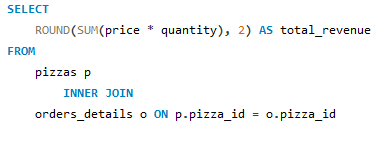 SELECT
ROUND(SUM(price * quantity), 2) AS total_revenue
FROM
pizzas p
INNER JOIN
orders_details o ON p.pizza_id = o.pizza_id